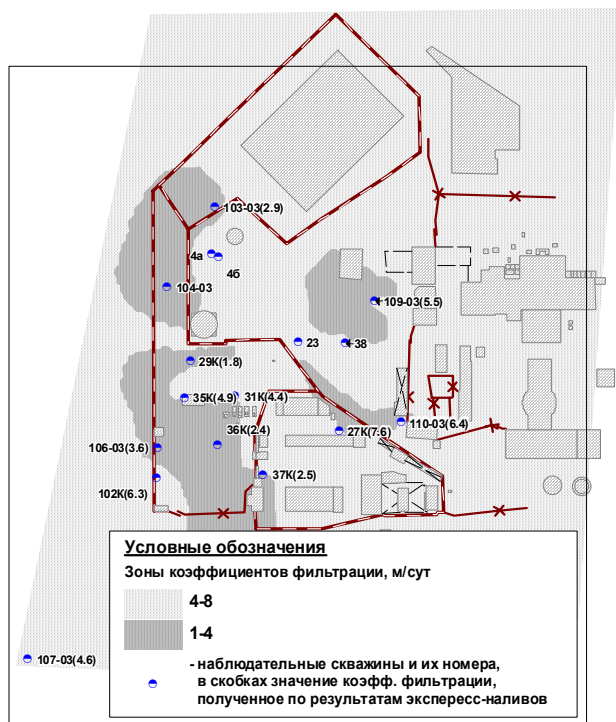 103-03(2.9)
4а
4б
104-03
109-03(5.5)
23
38
29К(1.8)
35К(4.9)
31К(4.4)
110-03(6.4)
36К(2.4)
27К(7.6)
106-03(3.6)
37К(2.5)
102К(6.3)
Условные обозначения
Зоны коэффициентов фильтрации, м/сут
4-8
1-4
107-03(4.6)
- наблюдательные скважины и их номера,
в скобках значение коэфф. фильтрации,
полученное по результатам экспересс-наливов